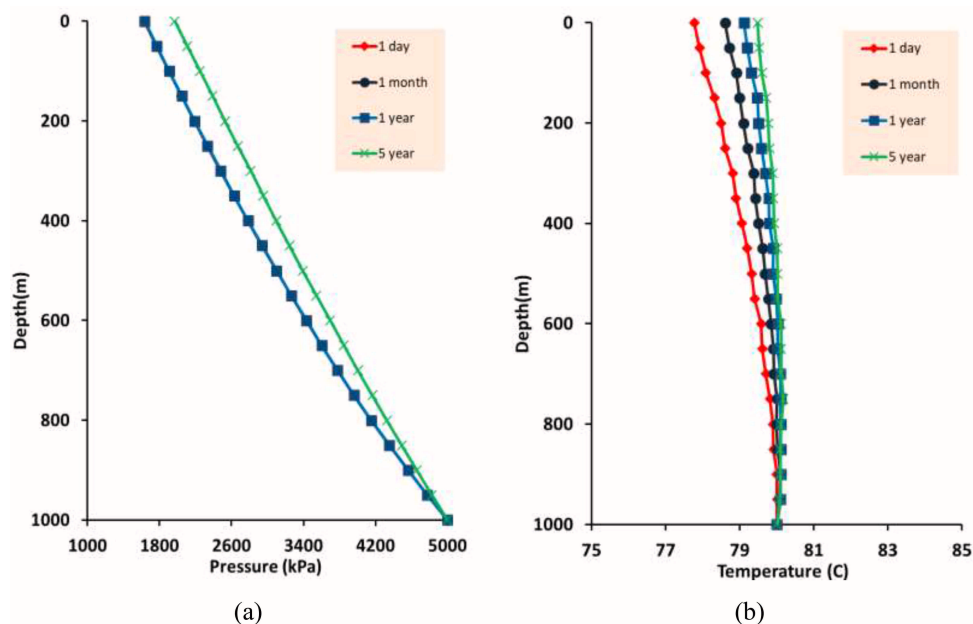 0
200
400
600
800
1000
Depth(m)
1000 1800 2600 3400 4200 5000
Pressure (kPa)
1 day
1 month
1 year
5 year
(a)
0
200
400
600
800
1000
Depth(m)
75 77 79 81 83 85
Temperature (C)
1 day
1 month
1 year
5 year
(b)